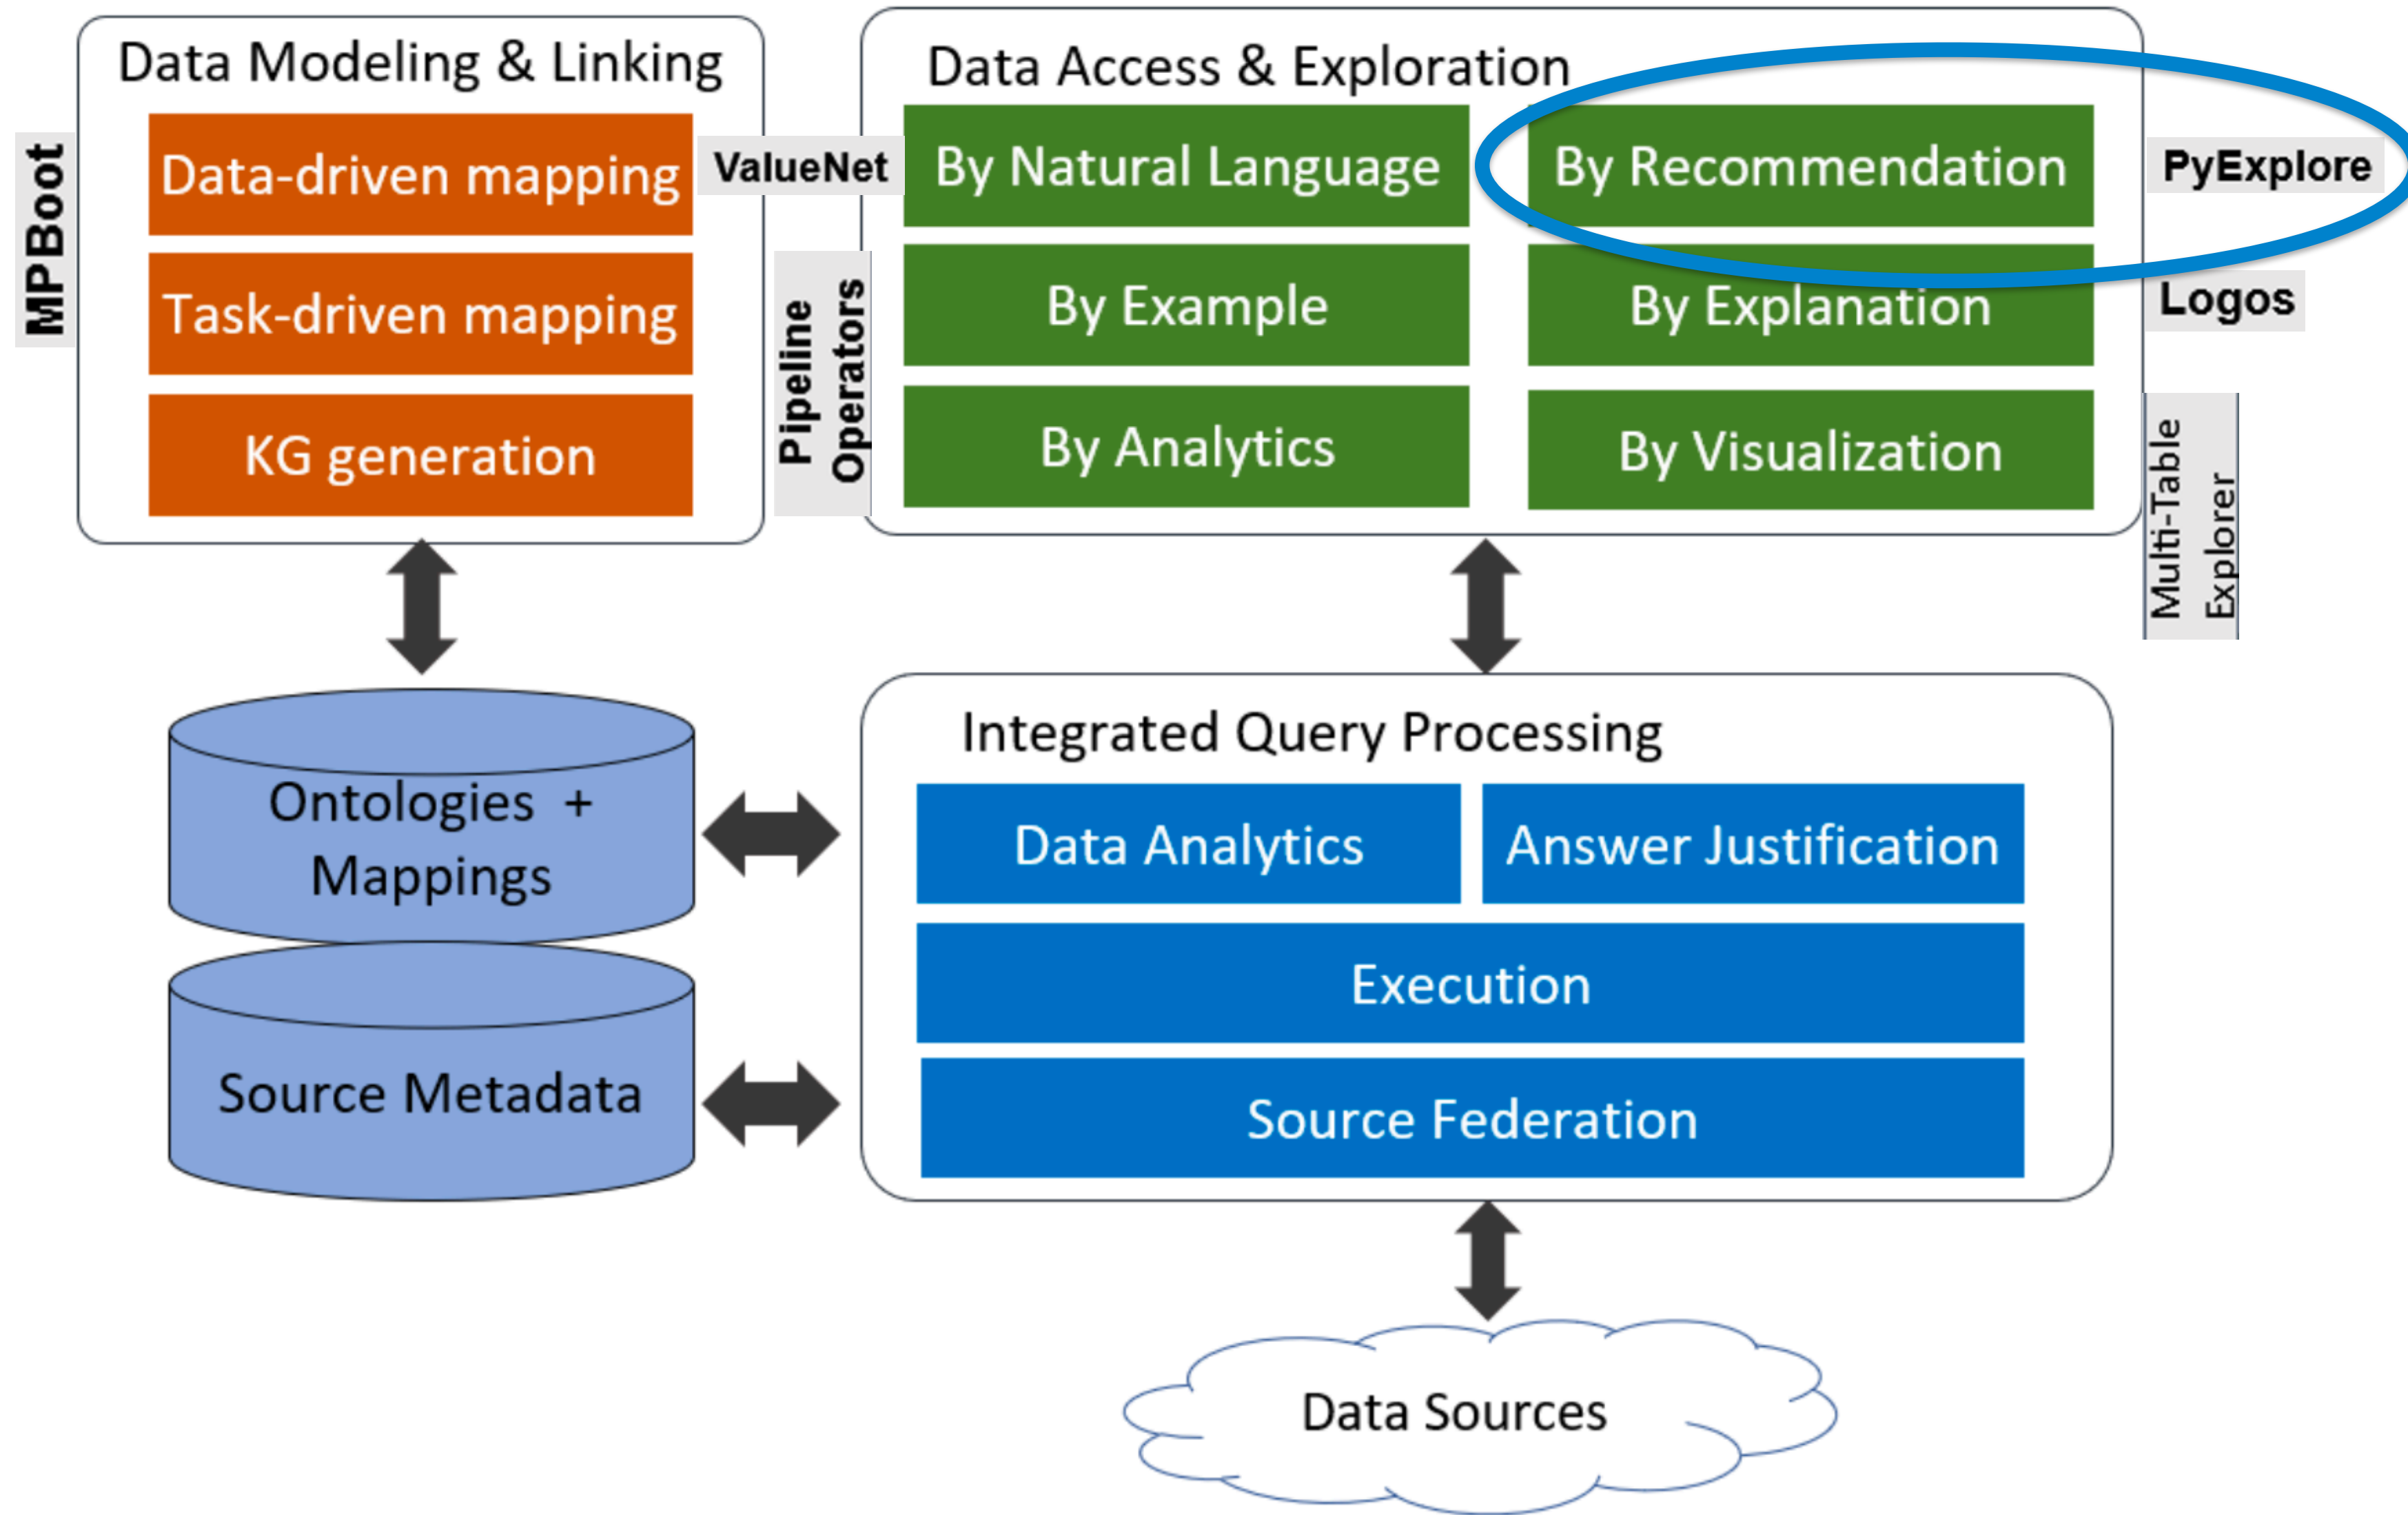 Data Modeling & Linking
MPBoot
Data-driven mapping
Task-driven mapping
KG generation
ValueNet
Pipeline
Operators
Data Access & Exploration
By Natural Language
By Recommendation
PyExplore
By Example
By Explanation
Logos
By Analytics
By Visualization
Multi-Table
Explorer
Ontologies +
Mappings
Source Metadata
Integrated Query Processing
Data Analytics
Answer Justification
Execution
Source Federation
Data Sources